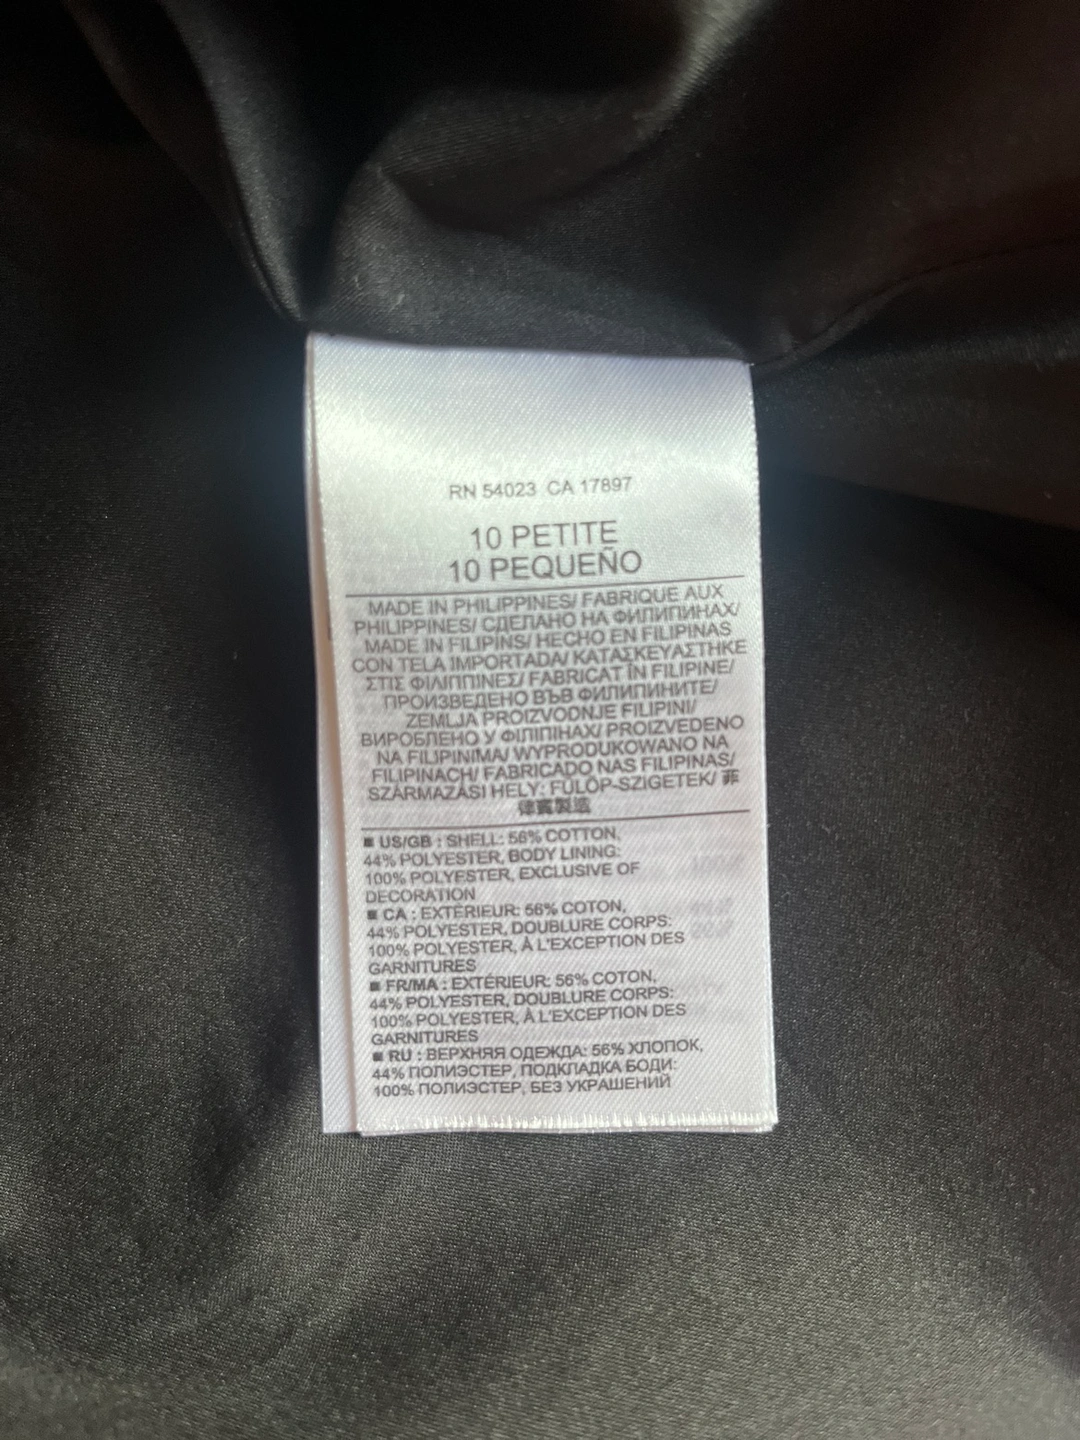 RN 54023 CA 17897
10 PETITE
10 PEQUEÑO
MADE IN PHILIPPINES/ FABRIQUE AUX
PHILIPPINES/ СДЕЛАНО НА ФИЛИПИНАХ/
MADE IN FILIPINS/ HECHO EN FILIPINAS
CON TELA IMPORTADA/ ΚΑΤΑΣΚΕΥΑΣΤΗΚΕ
ΣΤΙΣ ΦΙΛΙΠΠΙΝΕΣ/ FABRICAT ÎN FILIPINE/
ПРОИЗВЕДЕНО ВЪВ ФИЛИПИНИТЕ/
ZEMLJA PROIZVODNJE FILIPINI/
ВИРОБЛЕНО У ФІЛІПІНАХ/ PROIZVEDENO
NA FILIPINIMA/ WYPRODUKOWANO NA
FILIPINACH/ FABRICADO NAS FILIPINAS/
SZÁRMAZÁSI HELY: FÜLÖP-SZIGETEK/ 菲
律賓製造
■ US/GB : SHELL: 56% COTTON,
44% POLYESTER, BODY LINING:
100% POLYESTER, EXCLUSIVE OF
DECORATION
■ CA : EXTÉRIEUR: 56% COTON,
44% POLYESTER, DOUBLURE CORPS:
100% POLYESTER, À L'EXCEPTION DES
GARNITURES
■ FR/MA : EXTÉRIEUR: 56% COTON,
44% POLYESTER, DOUBLURE CORPS:
100% POLYESTER, À L'EXCEPTION DES
GARNITURES
■ RU : ВЕРХНЯЯ ОДЕЖДА: 56% ХЛОПОК,
44% ПОЛИЭСТЕР, ПОДКЛАДКА БОДИ:
100% ПОЛИЭСТЕР, БЕЗ УКРАШЕНИЙ